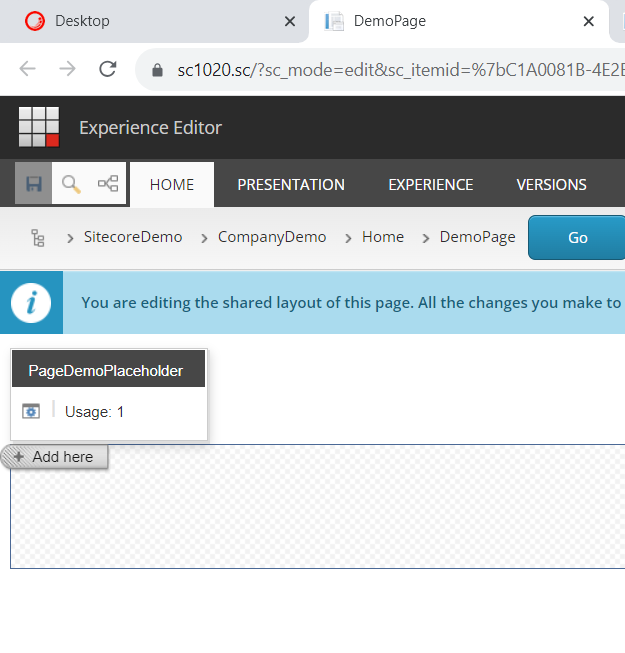 Desktop
DemoPage
sc1020.sc/?sc_mode=edit&sc_itemid=%7bC1A0081B-4E2E
Experience Editor
HOME PRESENTATION EXPERIENCE VERSIONS
SitecoreDemo CompanyDemo Home DemoPage Go
You are editing the shared layout of this page. All the changes you make to
PageDemoPlaceholder
Usage: 1
+ Add here